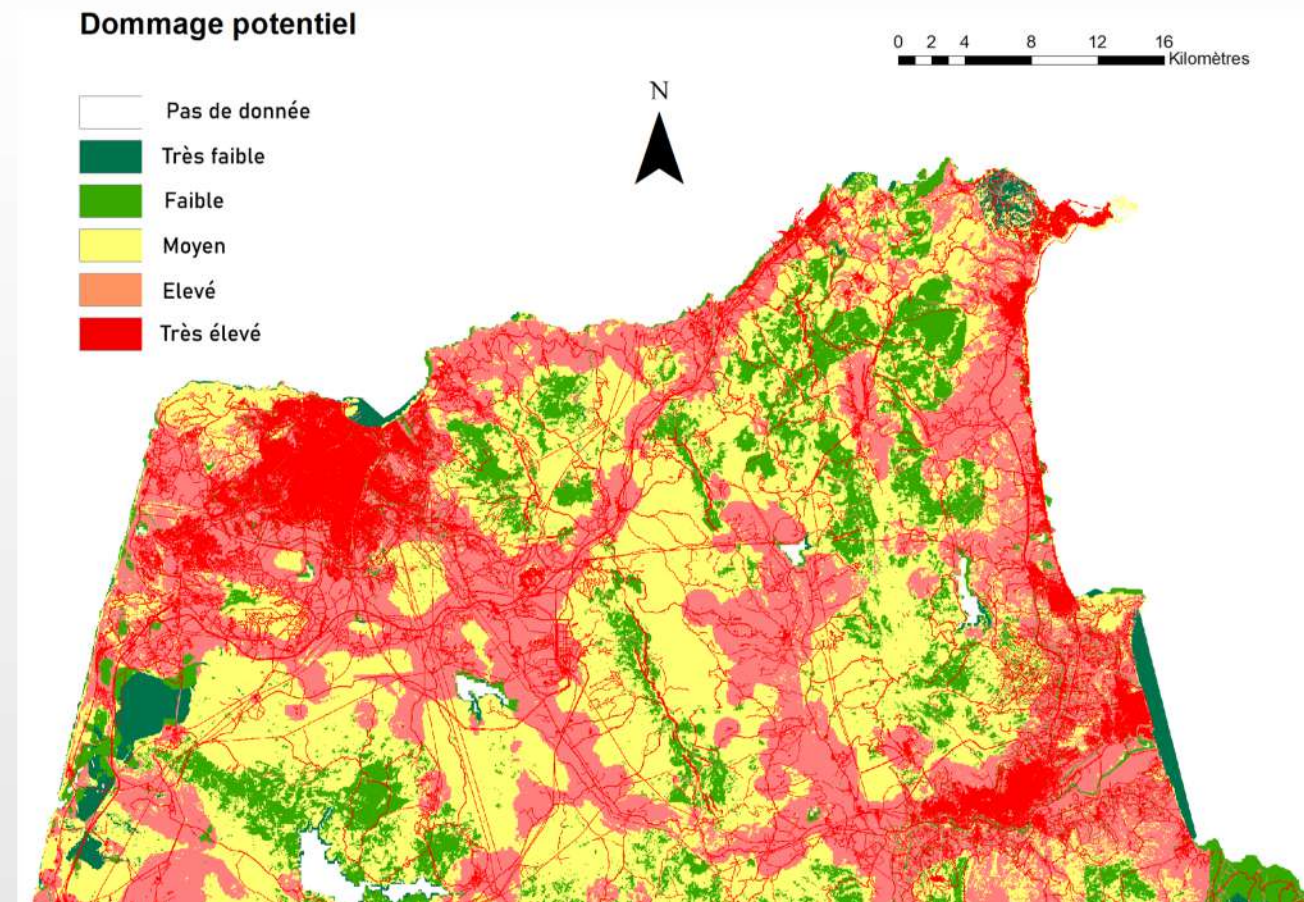 Dommage potentiel
0 2 4 8 12 16
Kilomètres
N
Pas de donnée
Très faible
Faible
Moyen
Elevé
Très élevé